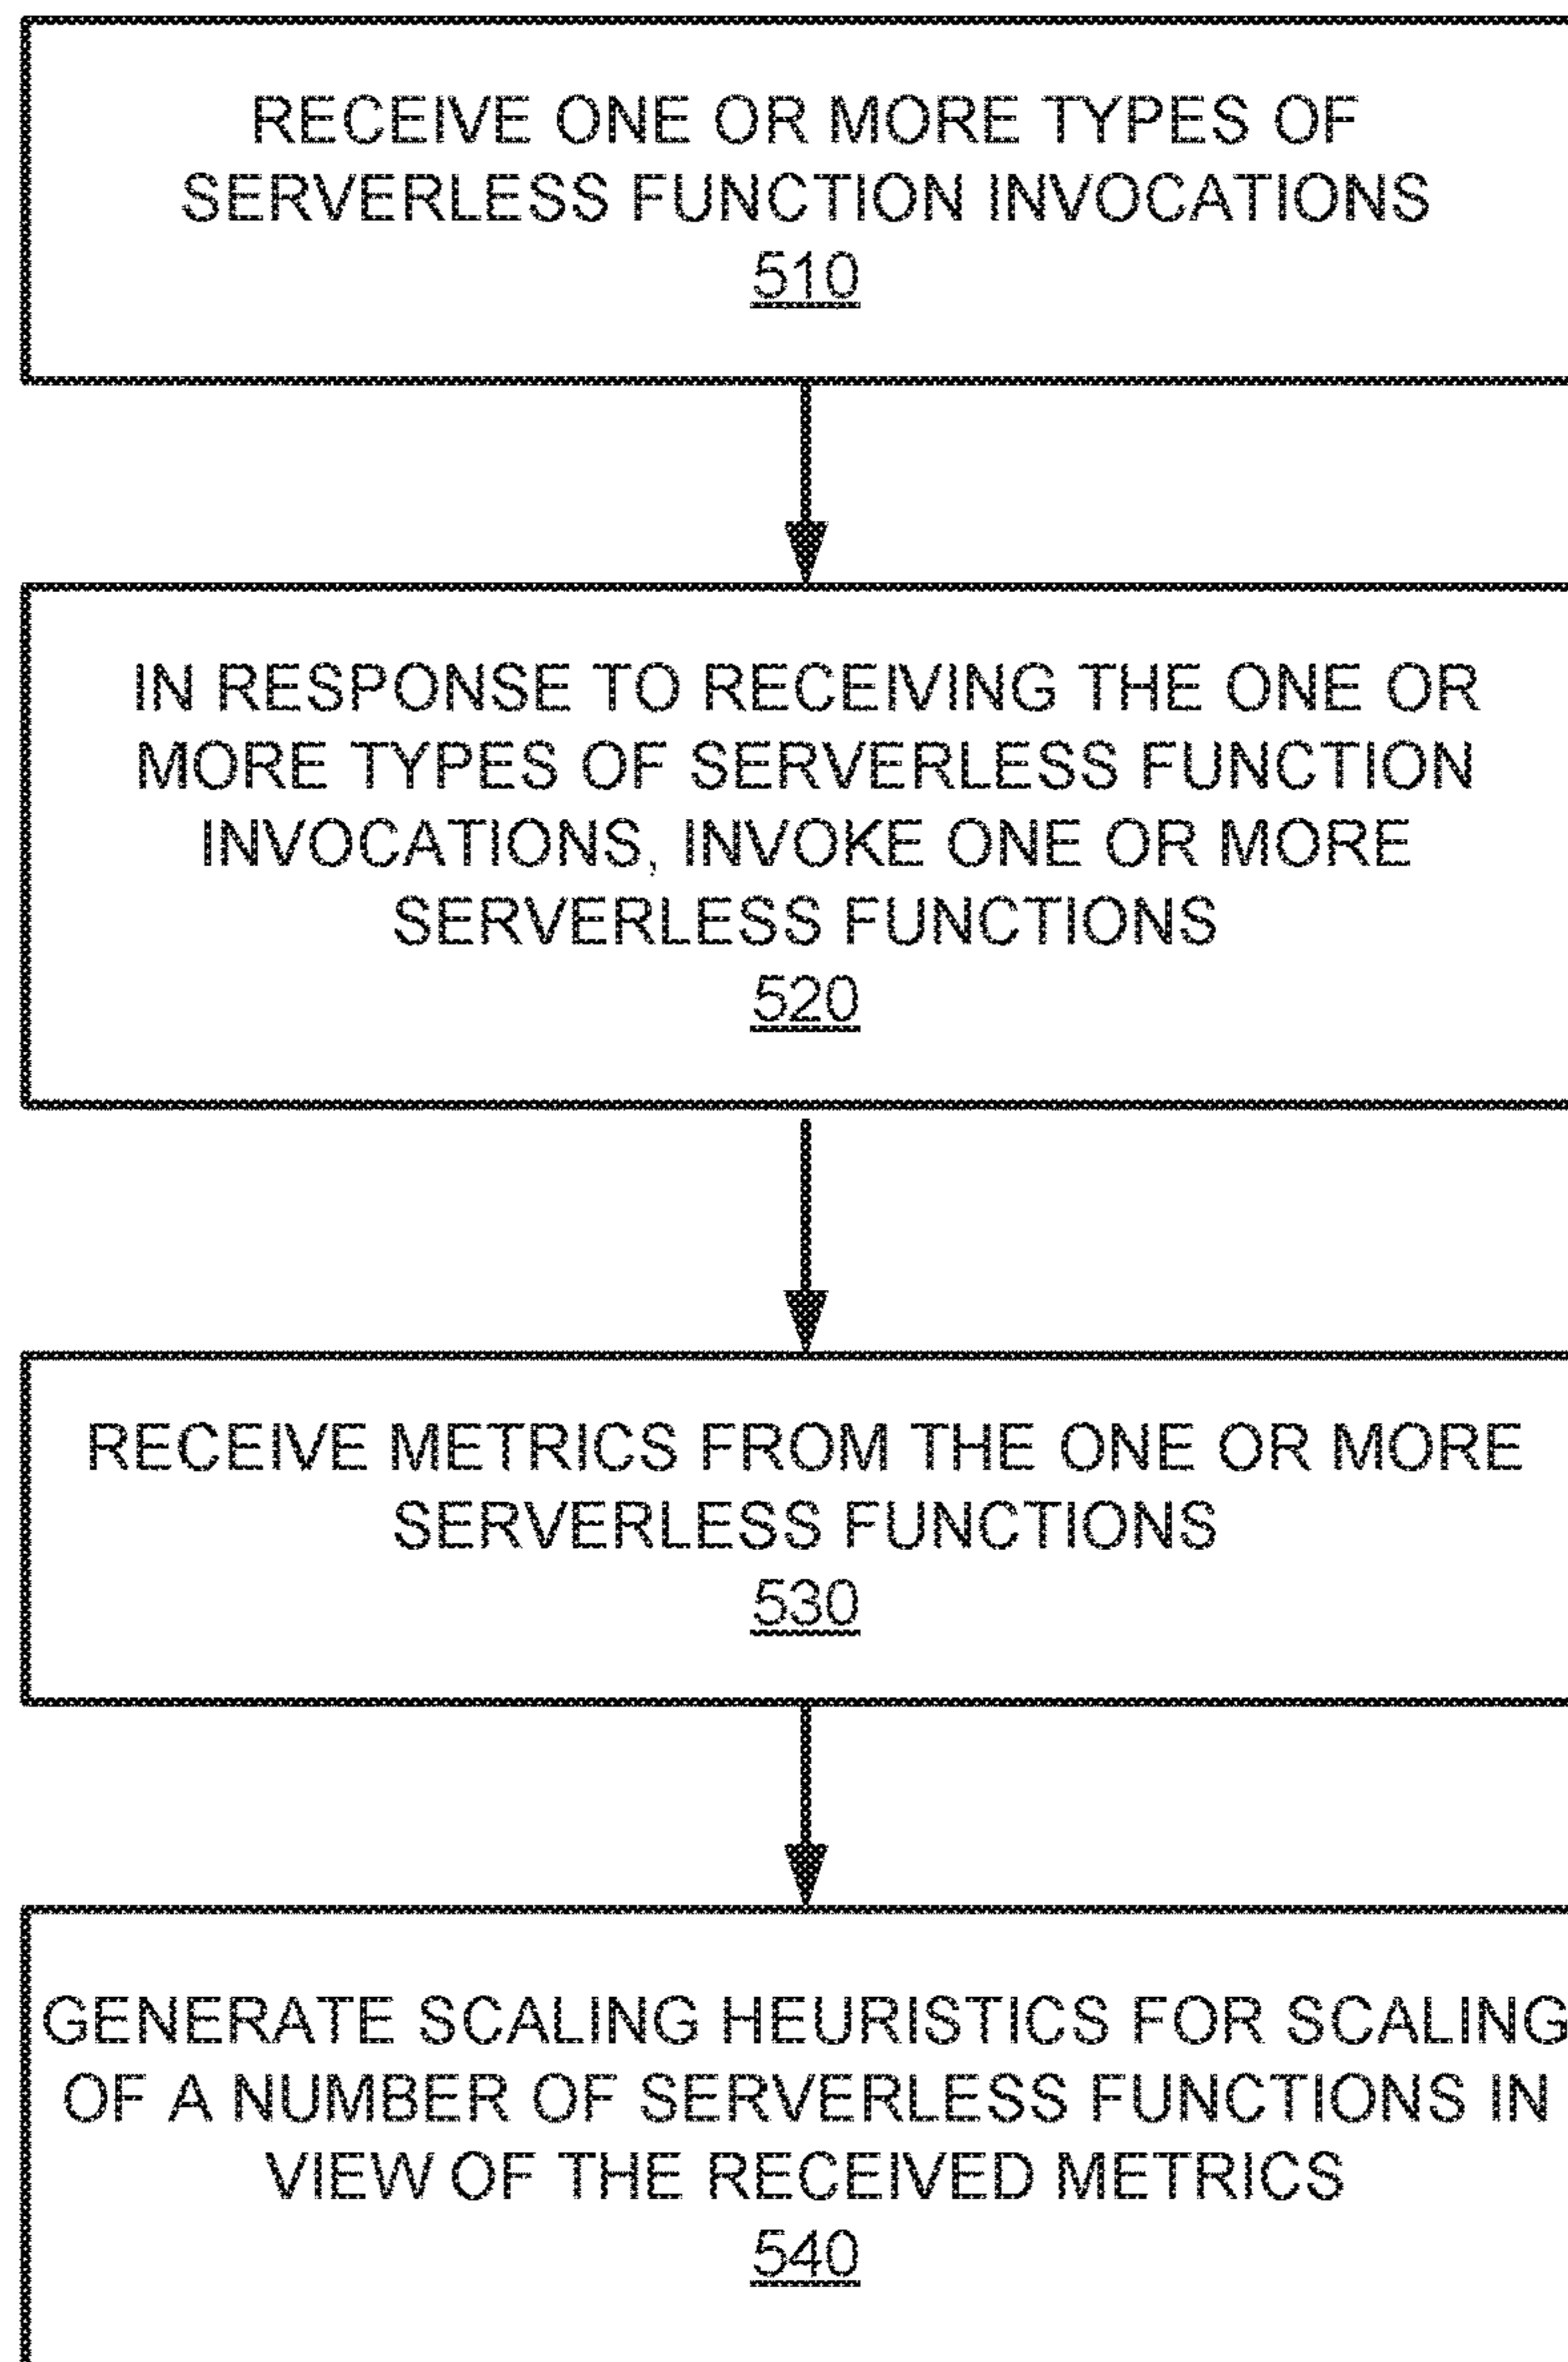 RECEIVE ONE OR MORE TYPES OF
SERVERLESS FUNCTION INVOCATIONS
510
IN RESPONSE TO RECEIVING THE ONE OR
MORE TYPES OF SERVERLESS FUNCTION
INVOCATIONS, INVOKE ONE OR MORE
SERVERLESS FUNCTIONS
520
RECEIVE METRICS FROM THE ONE OR MORE
SERVERLESS FUNCTIONS
530
GENERATE SCALING HEURISTICS FOR SCALING
OF A NUMBER OF SERVERLESS FUNCTIONS IN
VIEW OF THE RECEIVED METRICS
540